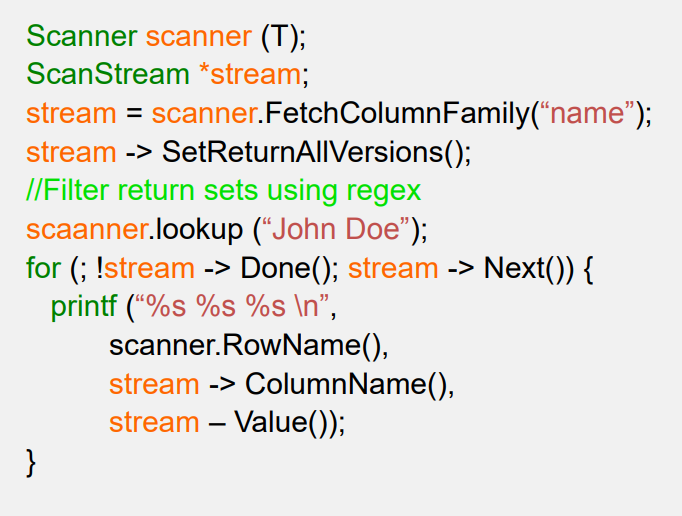 Scanner scanner (T);
ScanStream *stream;
stream = scanner.FetchColumnFamily(“name”);
stream -> SetReturnAllVersions();
//Filter return sets using regex
scaanner.lookup (“John Doe”);
for (; !stream -> Done(); stream -> Next()) {
printf (“%s %s %s \n”,
scanner.RowName(),
stream -> ColumnName(),
stream – Value());
}